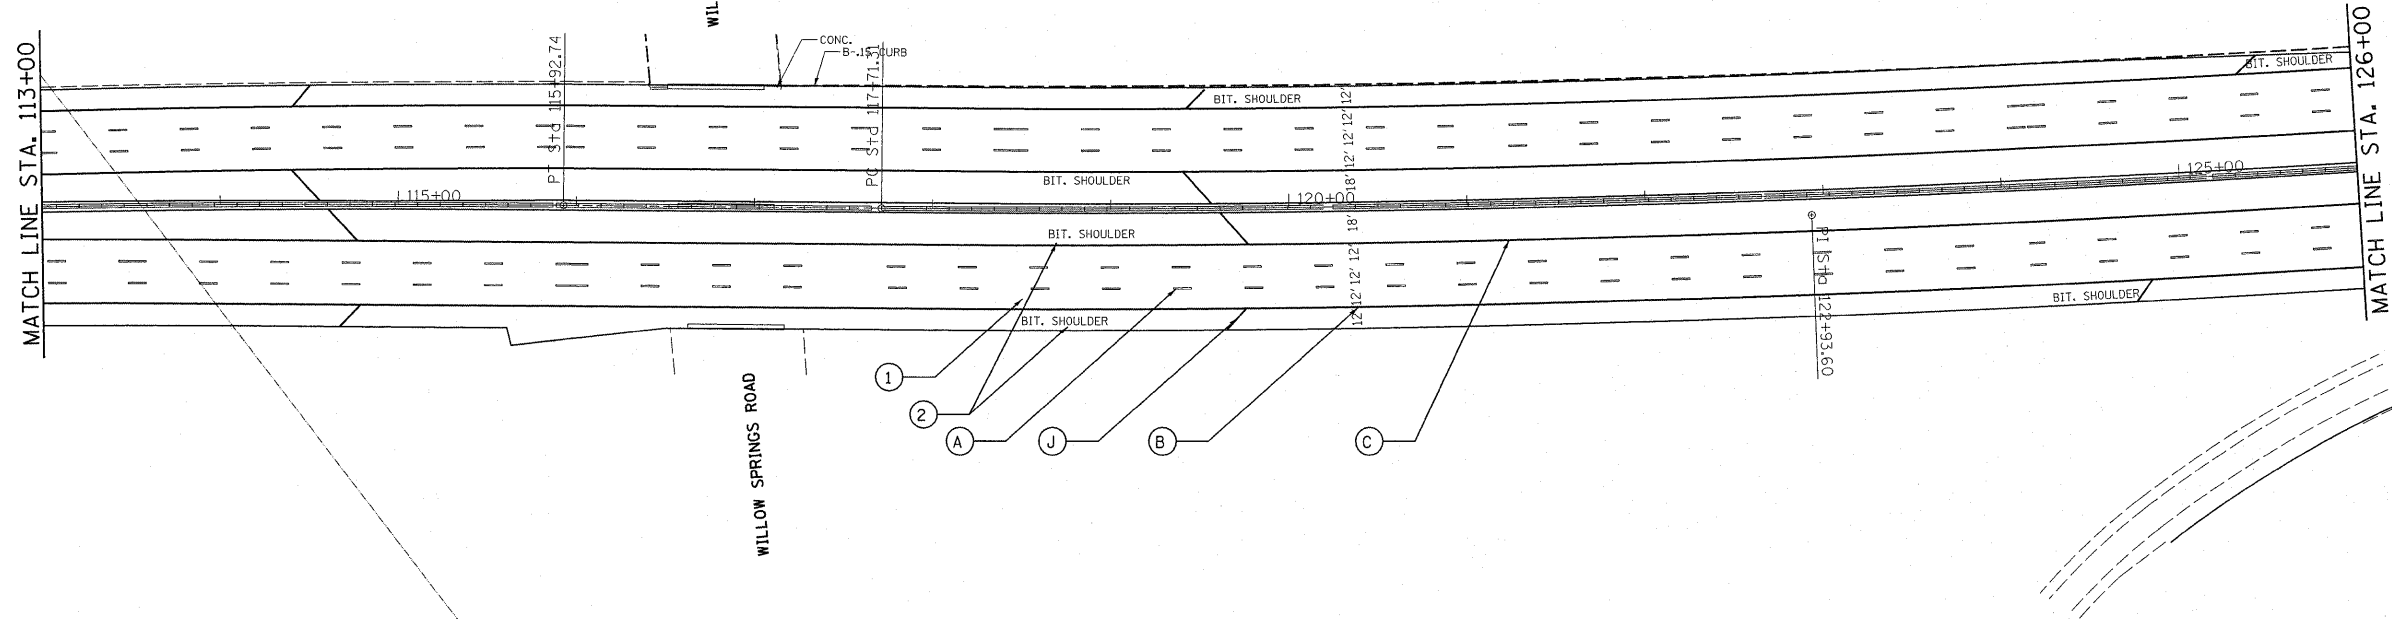 MATCH LINE STA. 113+00
WIL
CONC.
B-.15 CURB
PT Sta 115+92.74
PC Sta 117+71.31
BIT. SHOULDER
BIT. SHOULDER
MATCH LINE STA. 126+00
12' 12' 12' 12'
18'
BIT. SHOULDER
115+00
120+00
125+00
BIT. SHOULDER
18'
12' 12' 12' 12'
PI Sta 122+93.60
BIT. SHOULDER
BIT. SHOULDER
1
2
A
J
B
C
WILLOW SPRINGS ROAD